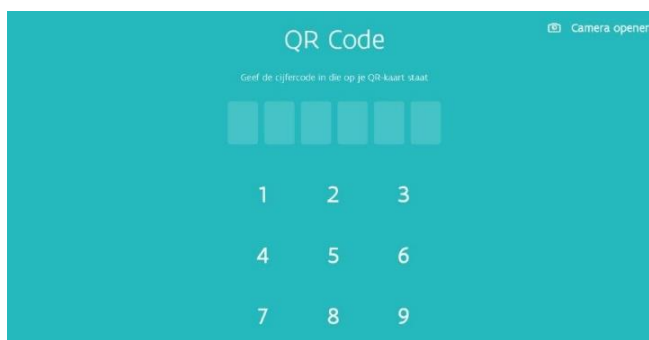 QR Code
Camera openen
Geef de cijfercode in die op je QR-kaart staat
1 2 3
4 5 6
7 8 9